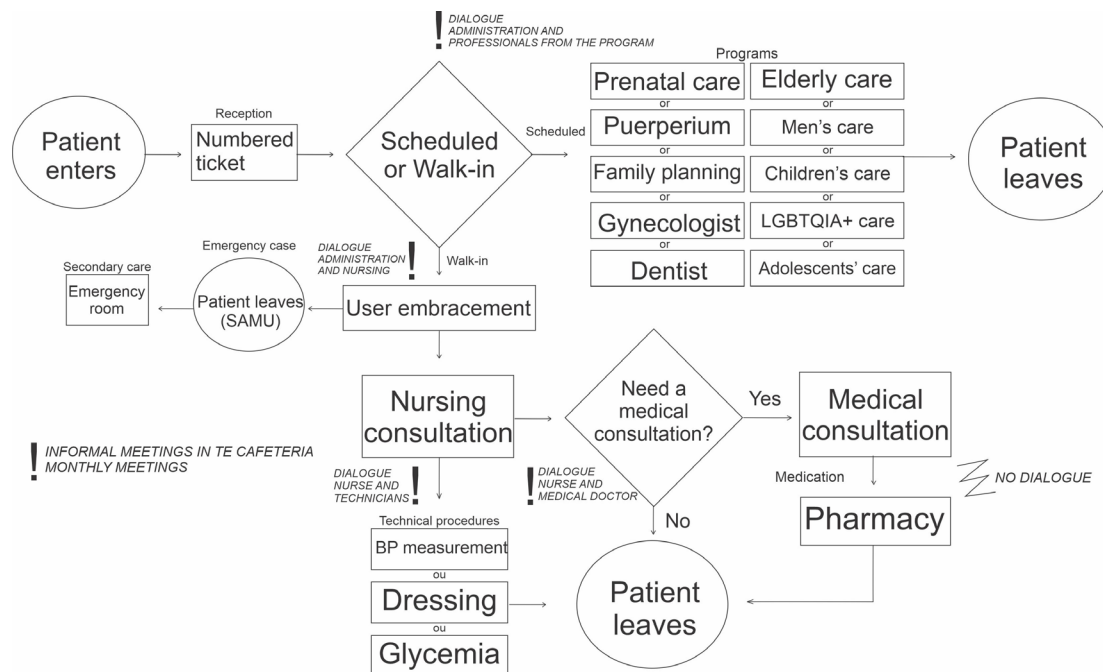 DIALOGUE
ADMINISTRATION AND
PROFESSIONALS FROM THE PROGRAM
Patient
enters
Reception
Numbered
ticket
Scheduled
or Walk-in
Scheduled
Programs
Prenatal care
or
Puerperium
or
Family planning
or
Gynecologist
or
Dentist
Elderly care
or
Men's care
or
Children's care
or
LGBTQIA+ care
or
Adolescents' care
Patient
leaves
Walk-in
DIALOGUE
ADMINISTRATION
AND NURSING
User embracement
Emergency case
Patient leaves
(SAMU)
Secondary care
Emergency
room
Nursing
consultation
Need a
medical
consultation?
Yes
Medical
consultation
INFORMAL MEETINGS IN TE CAFETERIA
MONTHLY MEETINGS
DIALOGUE
NURSE AND
TECHNICIANS
DIALOGUE
NURSE AND
MEDICAL DOCTOR
Medication
NO DIALOGUE
Pharmacy
No
Technical procedures
BP measurement
ou
Dressing
ou
Glycemia
Patient
leaves